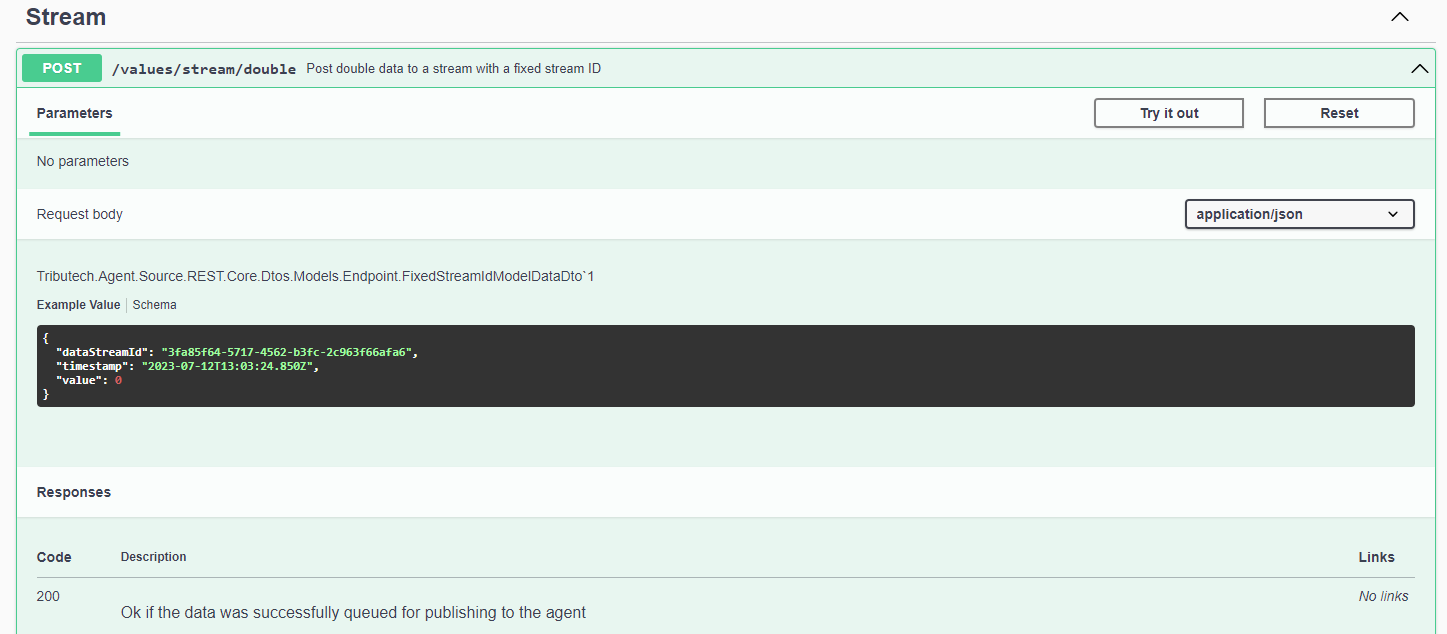 Stream
POST /values/stream/double Post double data to a stream with a fixed stream ID
Parameters Try it out Reset
No parameters
Request body application/json
Tributech.Agent.Source.REST.Core.Dtos.Models.Endpoint.FixedStreamIdModelDataDto`1
Example Value Schema
{
"dataStreamId": "3fa85f64-5717-4562-b3fc-2c963f66afa6",
"timestamp": "2023-07-12T13:03:24.850Z",
"value": 0
}
Responses
Code Description Links
200 No links
Ok if the data was successfully queued for publishing to the agent